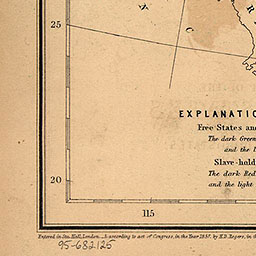 25
EXPLANATIO
Free States and
The dark Green
and the l
Slave-hold
The dark Red
and the light
20
115
Entered in Sta. Hall, London, & according to act of Congress, in the Year 1857, by H.D. Rogers, in th
95-682125